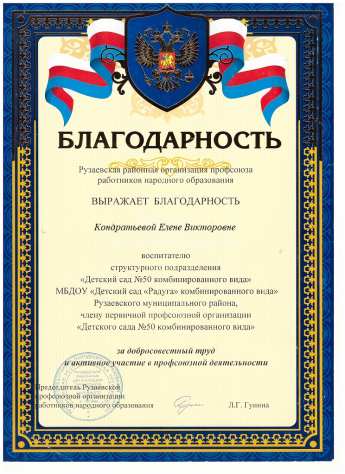 БЛАГОДАРНОСТЬ
Рузаевская районная организация профсоюза
работников народного образования
ВЫРАЖАЕТ БЛАГОДАРНОСТЬ
Кондратьевой Елене Викторовне
воспитателю
структурного подразделения
«Детский сад №50 комбинированного вида»
МБДОУ «Детский сад «Радуга» комбинированного вида»
Рузаевского муниципального района,
члену первичной профсоюзной организации
«Детского сада №50 комбинированного вида»
за добросовестный труд
и активное участие в профсоюзной деятельности
Председатель Рузаевской
профсоюзной организации
работников народного образования
Л.Г. Гунина